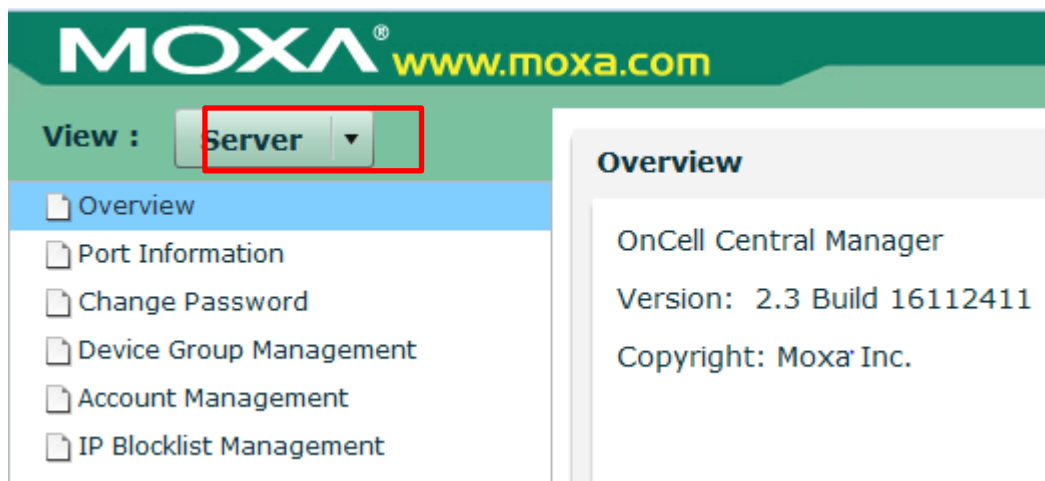 MOXA® www.moxa.com
View : Server
Overview
Port Information
Change Password
Device Group Management
Account Management
IP Blocklist Management
Overview
OnCell Central Manager
Version: 2.3 Build 16112411
Copyright: Moxa Inc.